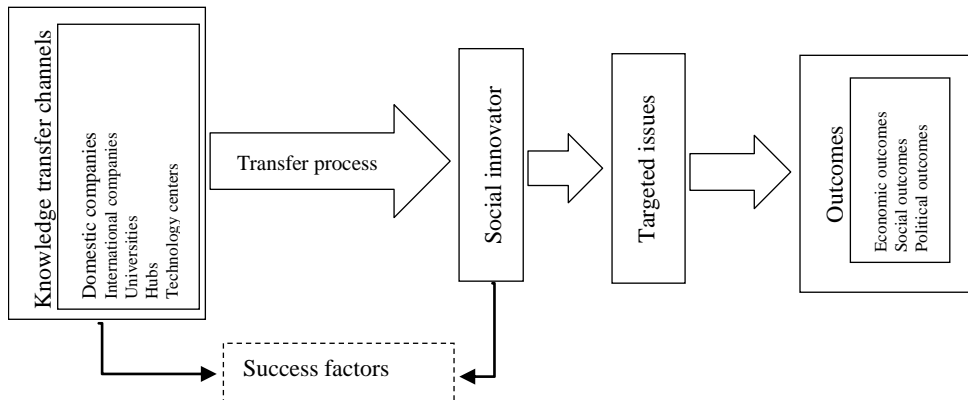 Knowledge transfer channels
Domestic companies
International companies
Universities
Hubs
Technology centers
Transfer process
Social innovator
Targeted issues
Outcomes
Economic outcomes
Social outcomes
Political outcomes
Success factors